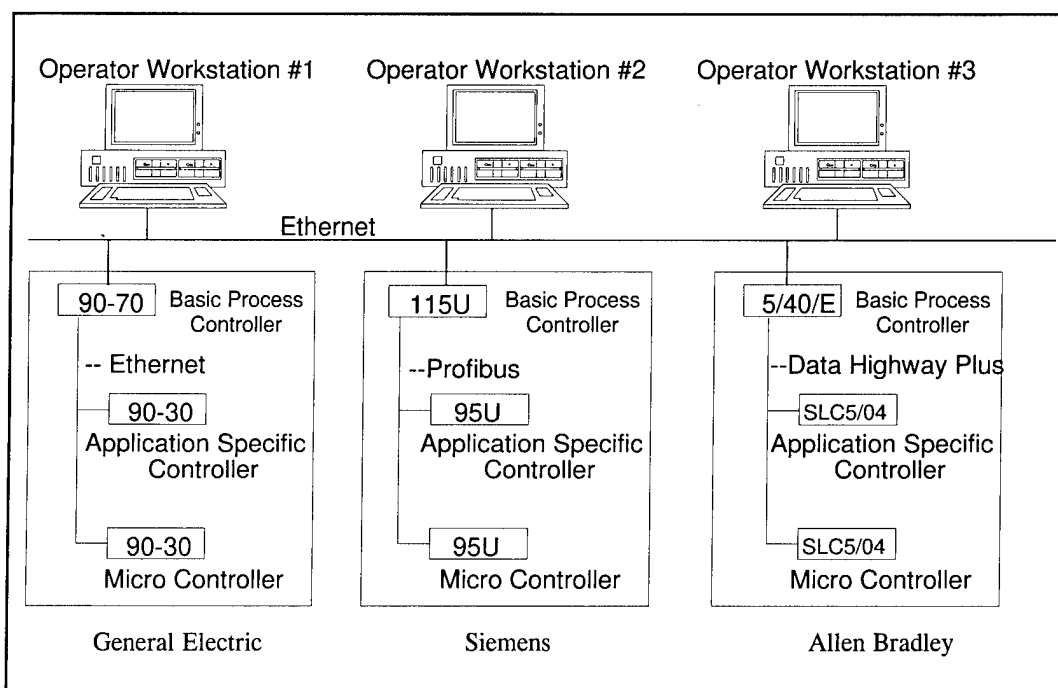 Operator Workstation #1
Operator Workstation #2
Operator Workstation #3
Ethernet
90-70
Basic Process
Controller
-- Ethernet
90-30
Application Specific
Controller
90-30
Micro Controller
General Electric
115U
Basic Process
Controller
--Profibus
95U
Application Specific
Controller
95U
Micro Controller
Siemens
5/40/E
Basic Process
Controller
--Data Highway Plus
SLC5/04
Application Specific
Controller
SLC5/04
Micro Controller
Allen Bradley